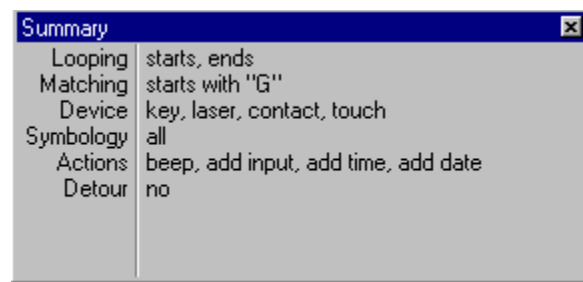 Summary
Looping starts, ends
Matching starts with "G"
Device key, laser, contact, touch
Symbology all
Actions beep, add input, add time, add date
Detour no